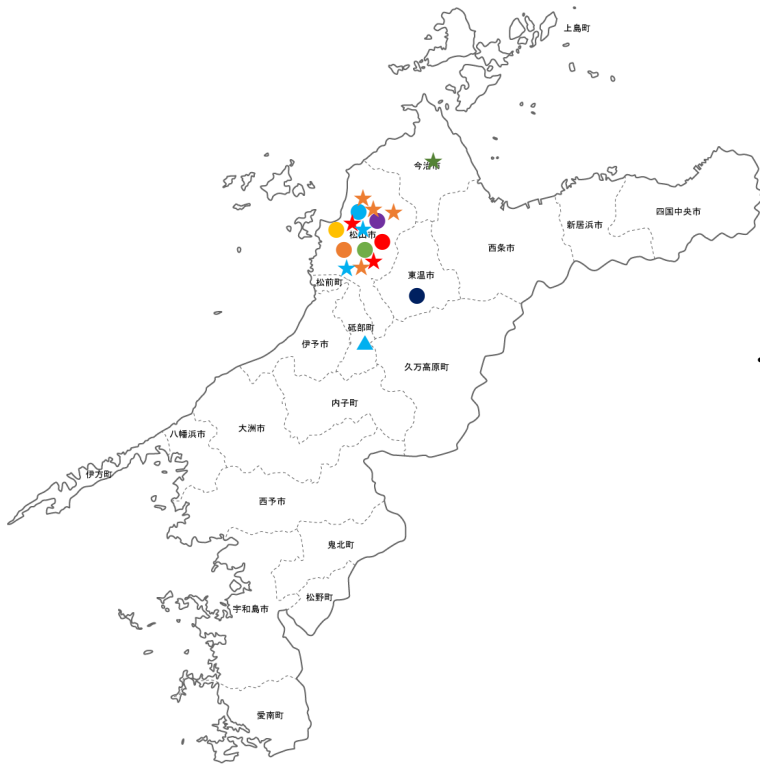 上島町
今治市
四国中央市
新居浜市
松山市
西条市
東温市
松前町
砥部町
伊予市
久万高原町
内子町
大洲市
八幡浜市
伊方町
西予市
鬼北町
松野町
宇和島市
愛南町